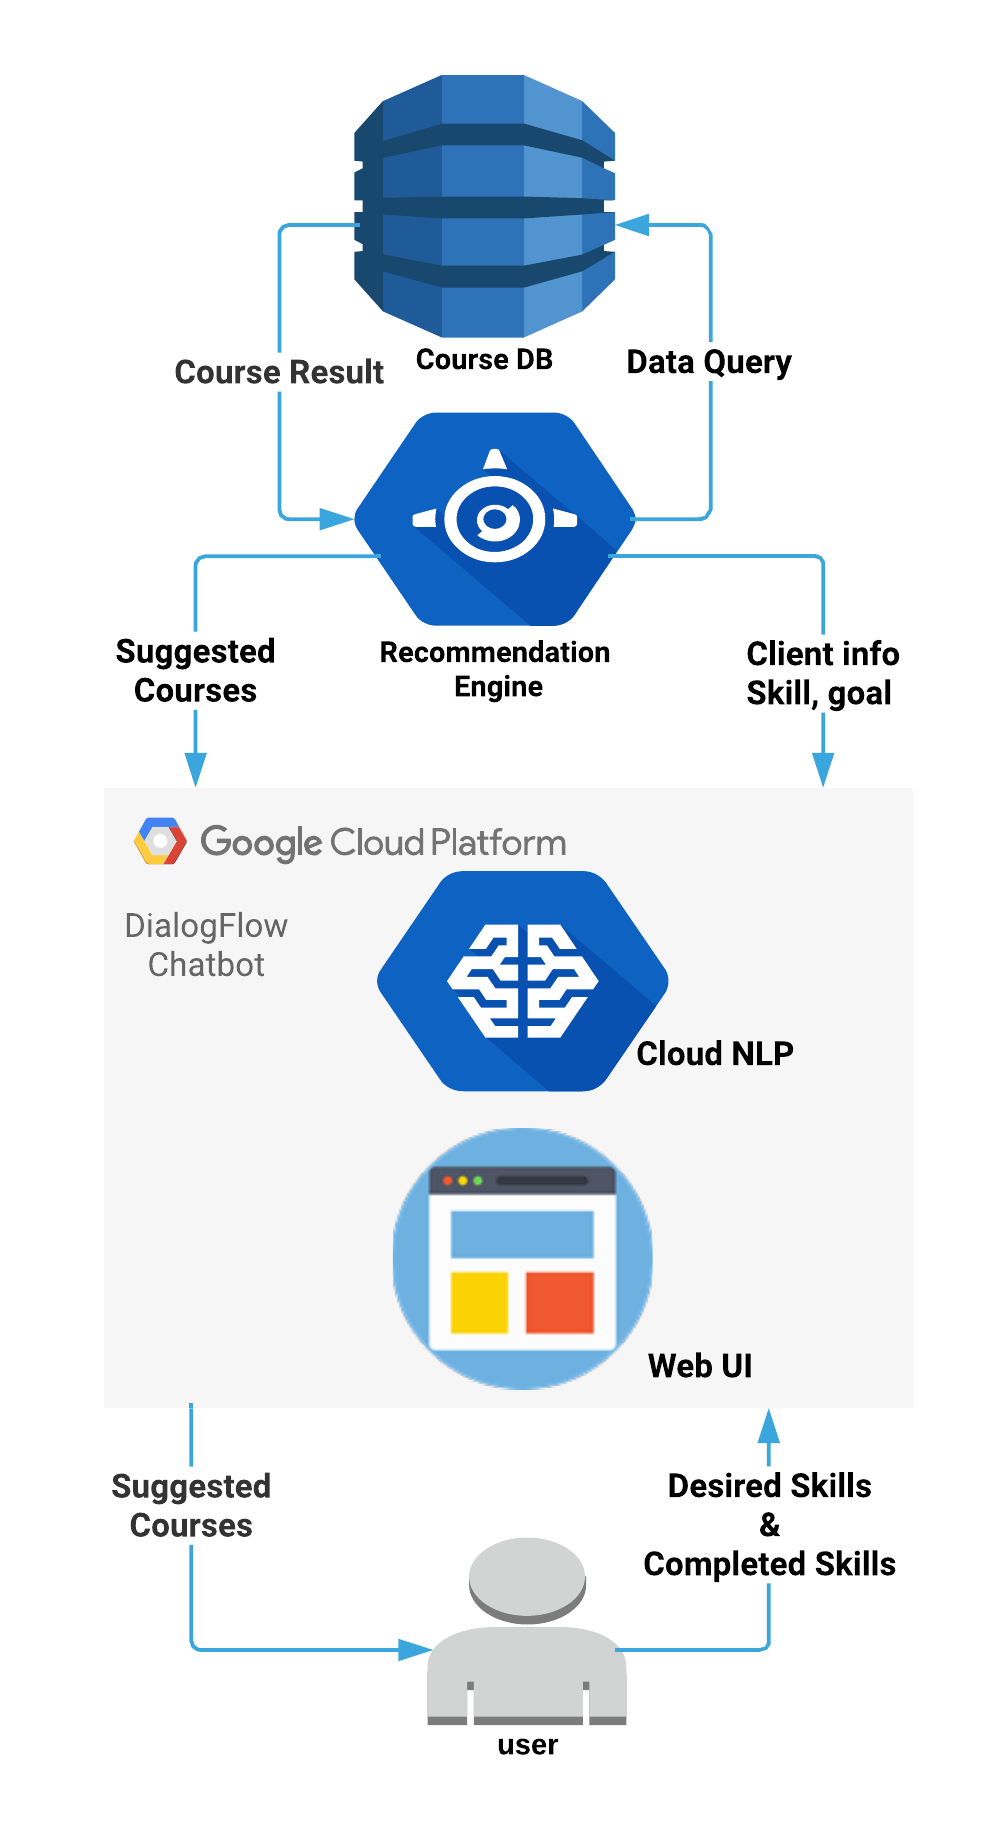 Course DB
Course Result
Data Query
Recommendation
Engine
Suggested
Courses
Client info
Skill, goal
Google Cloud Platform
DialogFlow
Chatbot
Cloud NLP
Web UI
Suggested
Courses
Desired Skills
&
Completed Skills
user